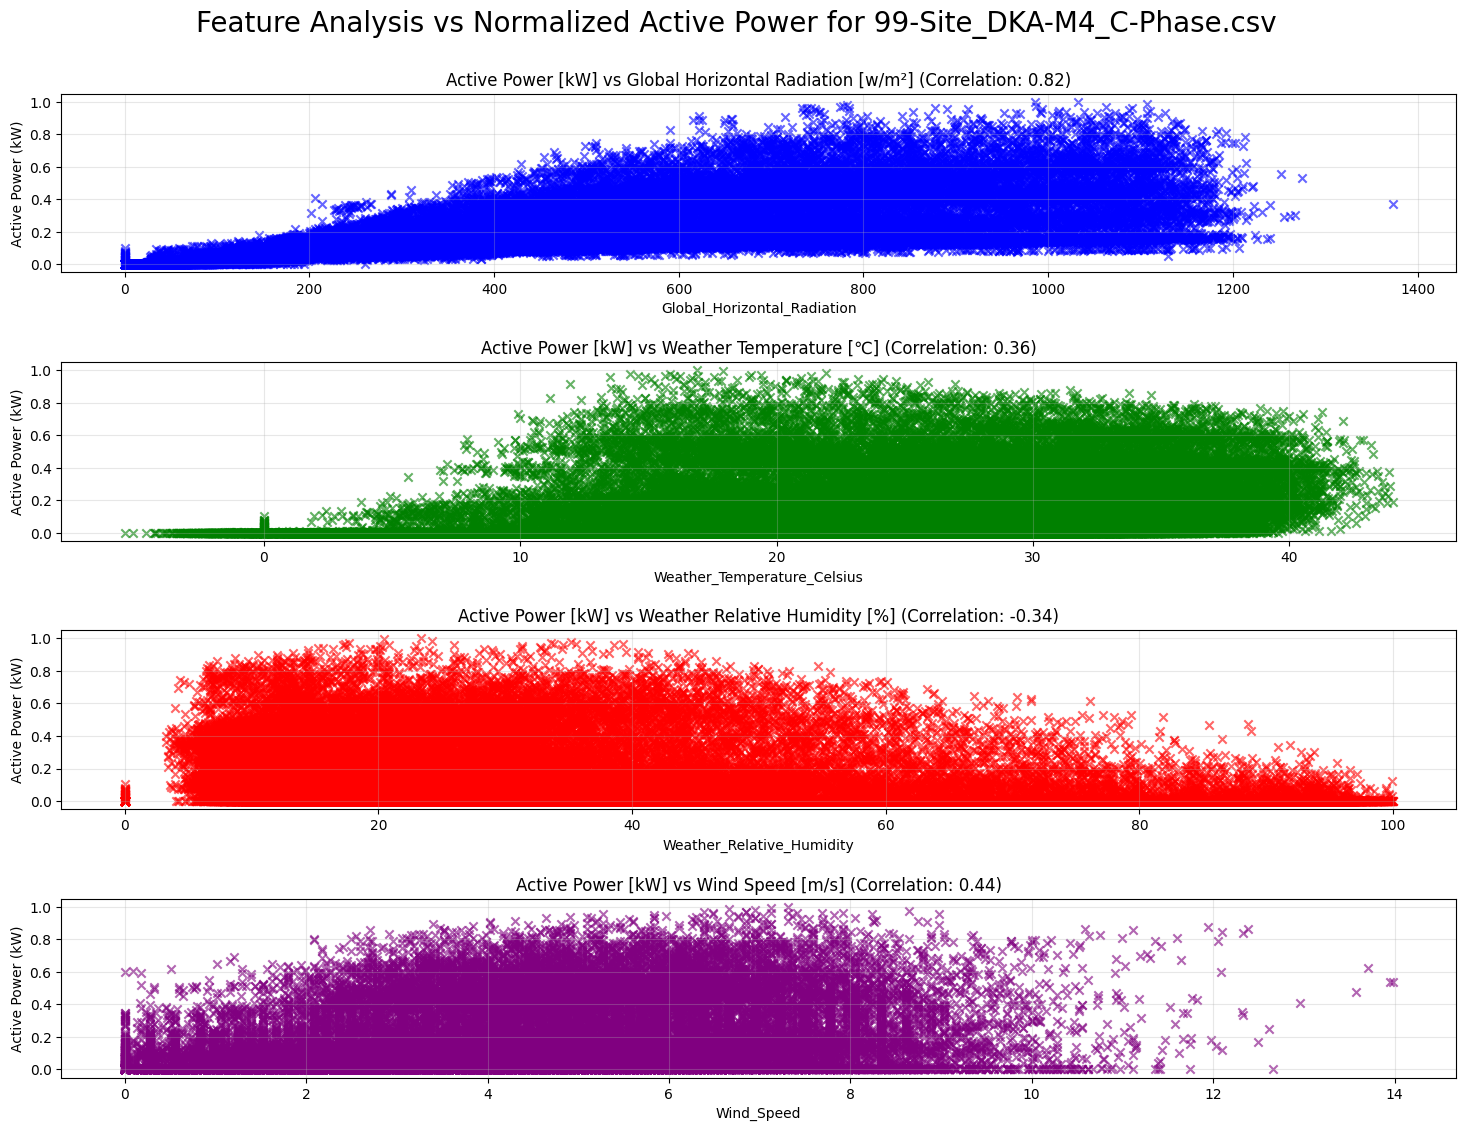 Feature Analysis vs Normalized Active Power for 99-Site_DKA-M4_C-Phase.csv
Active Power [kW] vs Global Horizontal Radiation [w/m²] (Correlation: 0.82)
Active Power (kW)
1.0
0.8
0.6
0.4
0.2
0.0
0 200 400 600 800 1000 1200 1400
Global_Horizontal_Radiation
Active Power [kW] vs Weather Temperature [℃] (Correlation: 0.36)
Active Power (kW)
1.0
0.8
0.6
0.4
0.2
0.0
0 10 20 30 40
Weather_Temperature_Celsius
Active Power [kW] vs Weather Relative Humidity [%] (Correlation: -0.34)
Active Power (kW)
1.0
0.8
0.6
0.4
0.2
0.0
0 20 40 60 80 100
Weather_Relative_Humidity
Active Power [kW] vs Wind Speed [m/s] (Correlation: 0.44)
Active Power (kW)
1.0
0.8
0.6
0.4
0.2
0.0
0 2 4 6 8 10 12 14
Wind_Speed